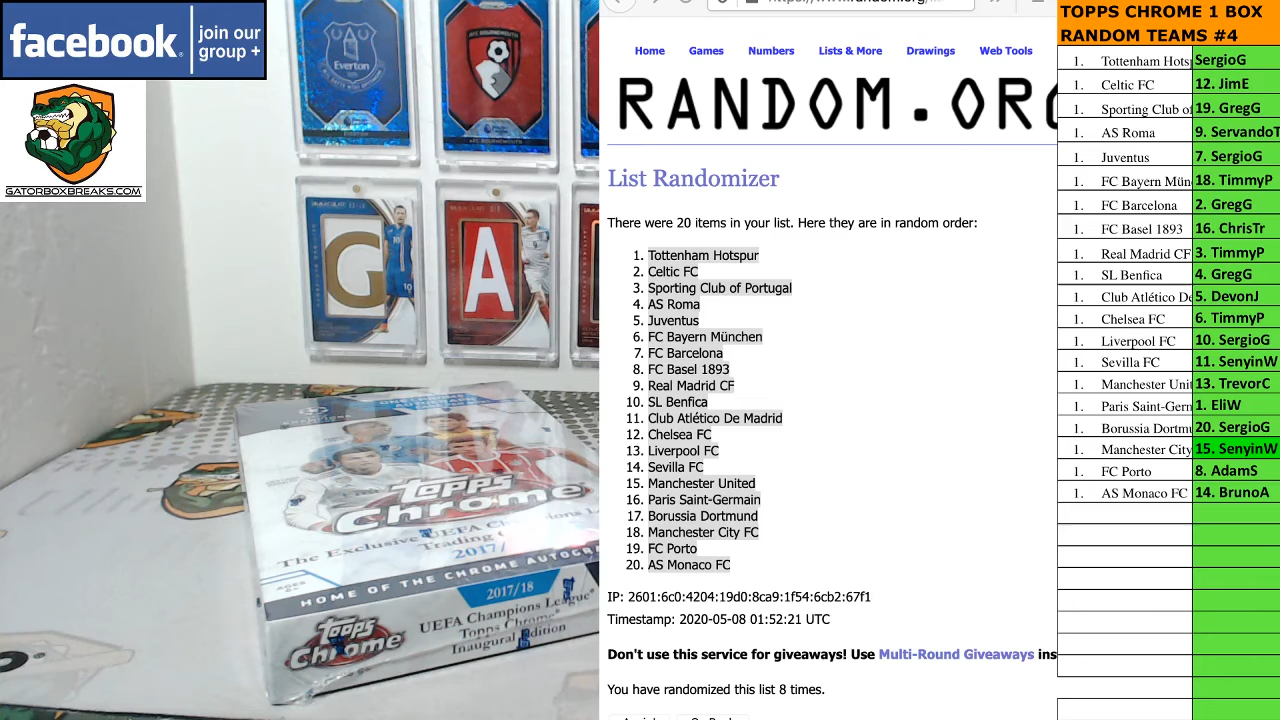 facebook
join our
group +
GATORBOXBREAKS.COM
Everton
EVERTON
AFC BOURNEMOUTH
G
A
topps
Chrome
The Exclusive UEFA Champions
Trading
2017/
HOME OF THE CHROME AUTOGRA
2017/18
topps
Chrome
UEFA Champions League
Topps Chrome
Inaugural Edition
Home
Games
Numbers
Lists & More
Drawings
Web Tools
RANDOM.ORG
List Randomizer
There were 20 items in your list. Here they are in random order:
1. Tottenham Hotspur
2. Celtic FC
3. Sporting Club of Portugal
4. AS Roma
5. Juventus
6. FC Bayern München
7. FC Barcelona
8. FC Basel 1893
9. Real Madrid CF
10. SL Benfica
11. Club Atlético De Madrid
12. Chelsea FC
13. Liverpool FC
14. Sevilla FC
15. Manchester United
16. Paris Saint-Germain
17. Borussia Dortmund
18. Manchester City FC
19. FC Porto
20. AS Monaco FC
IP: 2601:6c0:4204:19d0:8ca9:1f54:6cb2:67f1
Timestamp: 2020-05-08 01:52:21 UTC
Don't use this service for giveaways! Use Multi-Round Giveaways ins
You have randomized this list 8 times.
TOPPS CHROME 1 BOX
RANDOM TEAMS #4
1. Tottenham Hotsp SergioG
1. Celtic FC 12. JimE
1. Sporting Club of 19. GregG
1. AS Roma 9. ServandoT
1. Juventus 7. SergioG
1. FC Bayern Mün 18. TimmyP
1. FC Barcelona 2. GregG
1. FC Basel 1893 16. ChrisTr
1. Real Madrid CF 3. TimmyP
1. SL Benfica 4. GregG
1. Club Atlético De 5. DevonJ
1. Chelsea FC 6. TimmyP
1. Liverpool FC 10. SergioG
1. Sevilla FC 11. SenyinW
1. Manchester Unit 13. TrevorC
1. Paris Saint-Germ 1. EliW
1. Borussia Dortmu 20. SergioG
1. Manchester City 15. SenyinW
1. FC Porto 8. AdamS
1. AS Monaco FC 14. BrunoA